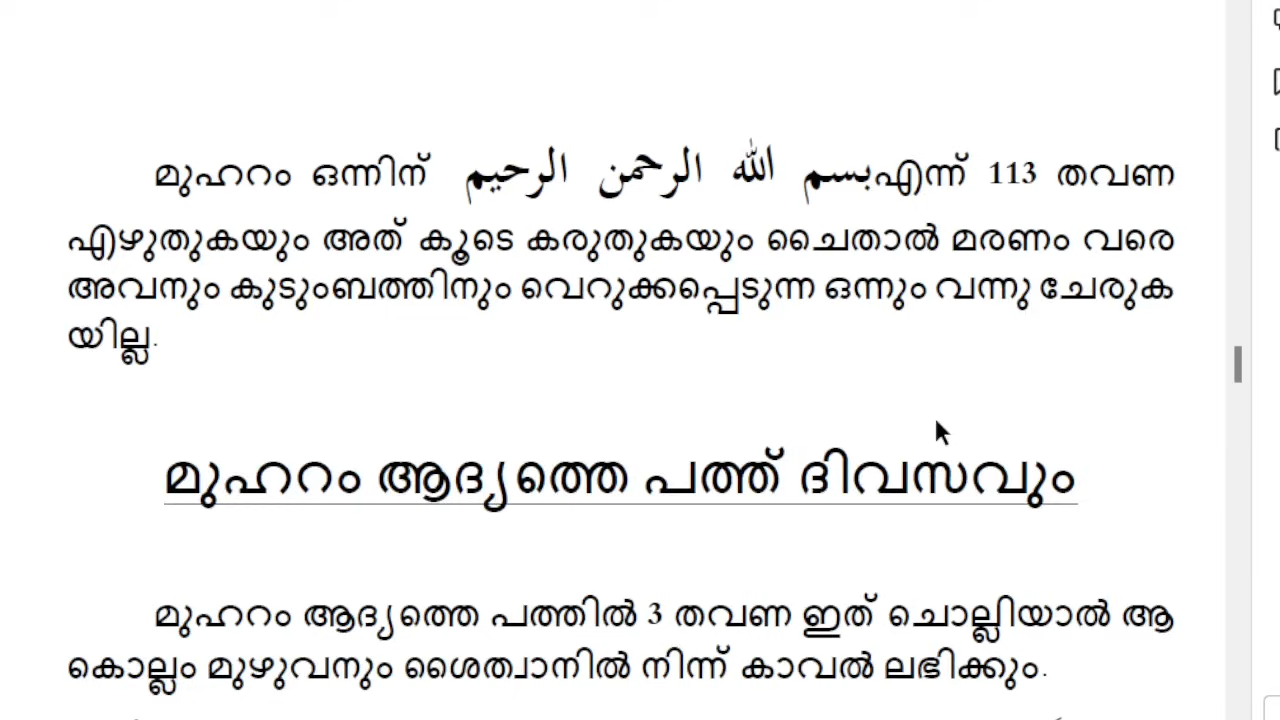 മുഹറം ഒന്നിന് بسم الله الرحمن الرحيم എന്ന് 113 തവണ
എഴുതുകയും അത് കൂടെ കരുതുകയും ചൈതാൽ മരണം വരെ
അവനും കുടുംബത്തിനും വെറുക്കപ്പെടുന്ന ഒന്നും വന്നു ചേരുക
യില്ല.
മുഹറം ആദ്യത്തെ പത്ത് ദിവസവും
മുഹറം ആദ്യത്തെ പത്തിൽ 3 തവണ ഇത് ചൊല്ലിയാൽ ആ
കൊല്ലം മുഴുവനും ശൈത്വാനിൽ നിന്ന് കാവൽ ലഭിക്കും.